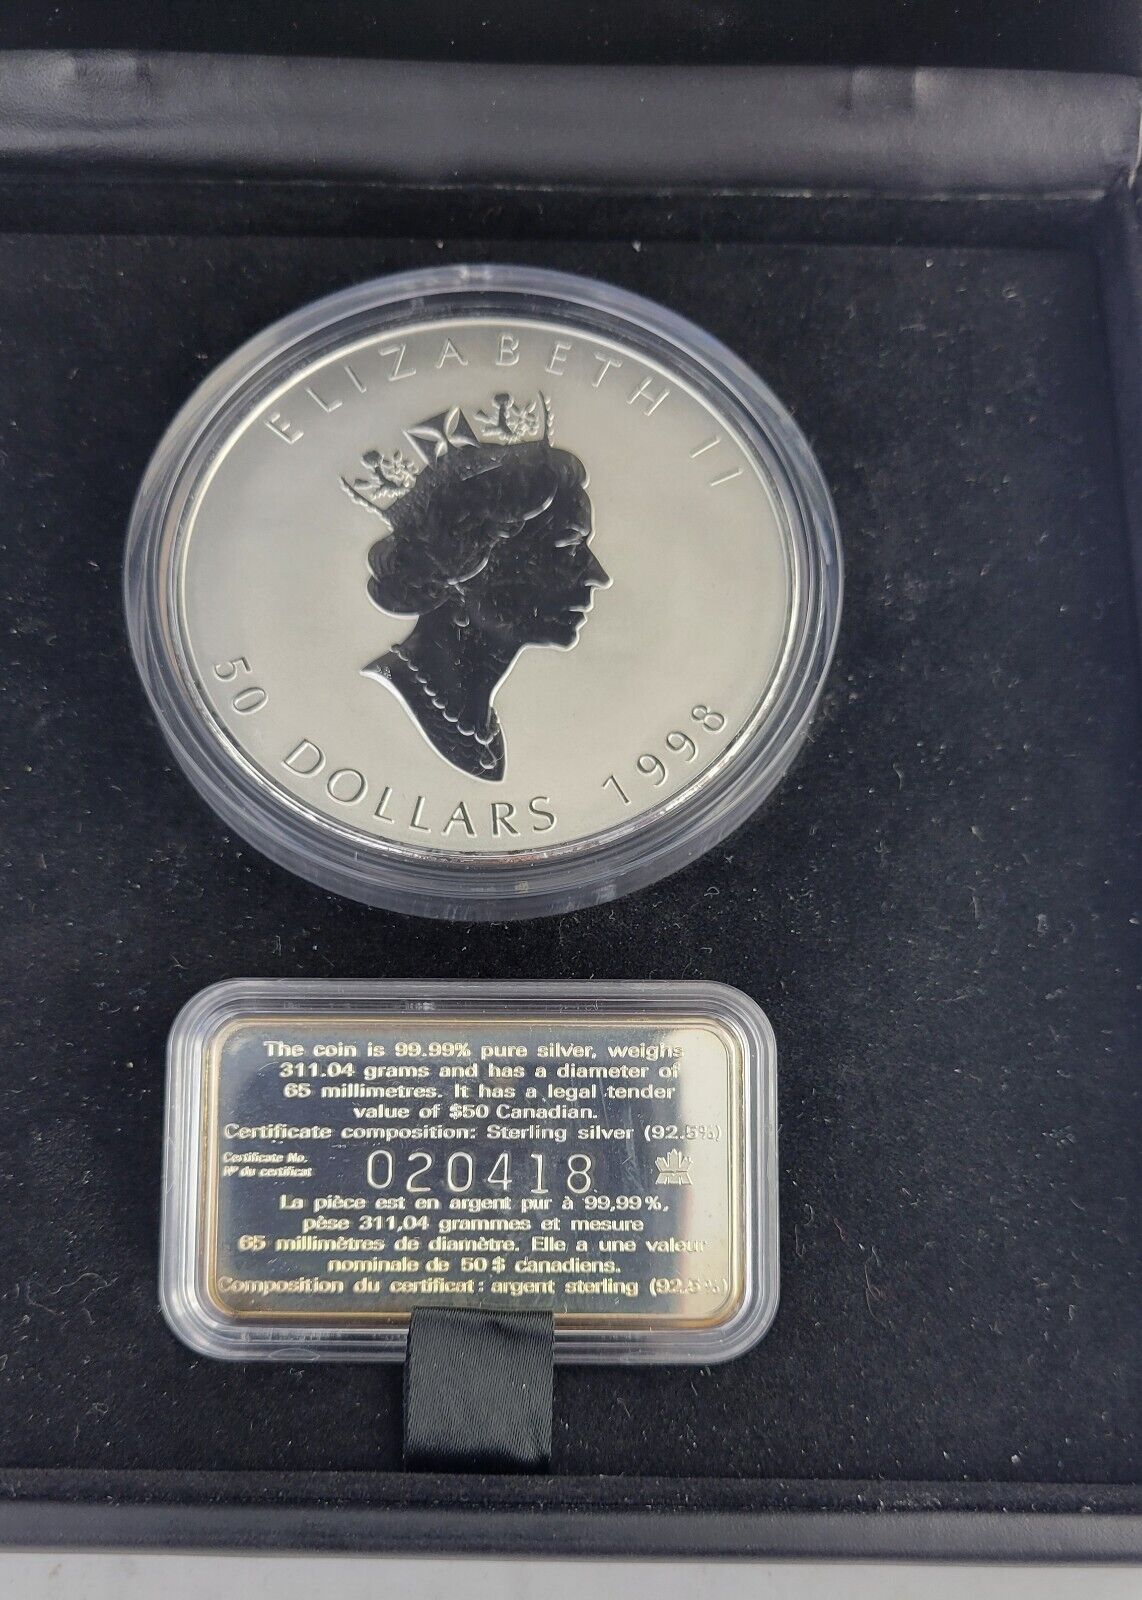 ELIZABETH II
50 DOLLARS 1998
The coin is 99.99% pure silver, weighs
311.04 grams and has a diameter of
65 millimetres. It has a legal tender
value of $50 Canadian.
Certificate composition: Sterling silver (92.5%)
Certificate No.
Nº du certificat
020418
La pièce est en argent pur à 99,99%,
pèse 311,04 grammes et mesure
65 millimètres de diamètre. Elle a une valeur
nominale de 50 $ canadiens.
Composition du certificat : argent sterling (92,5%)